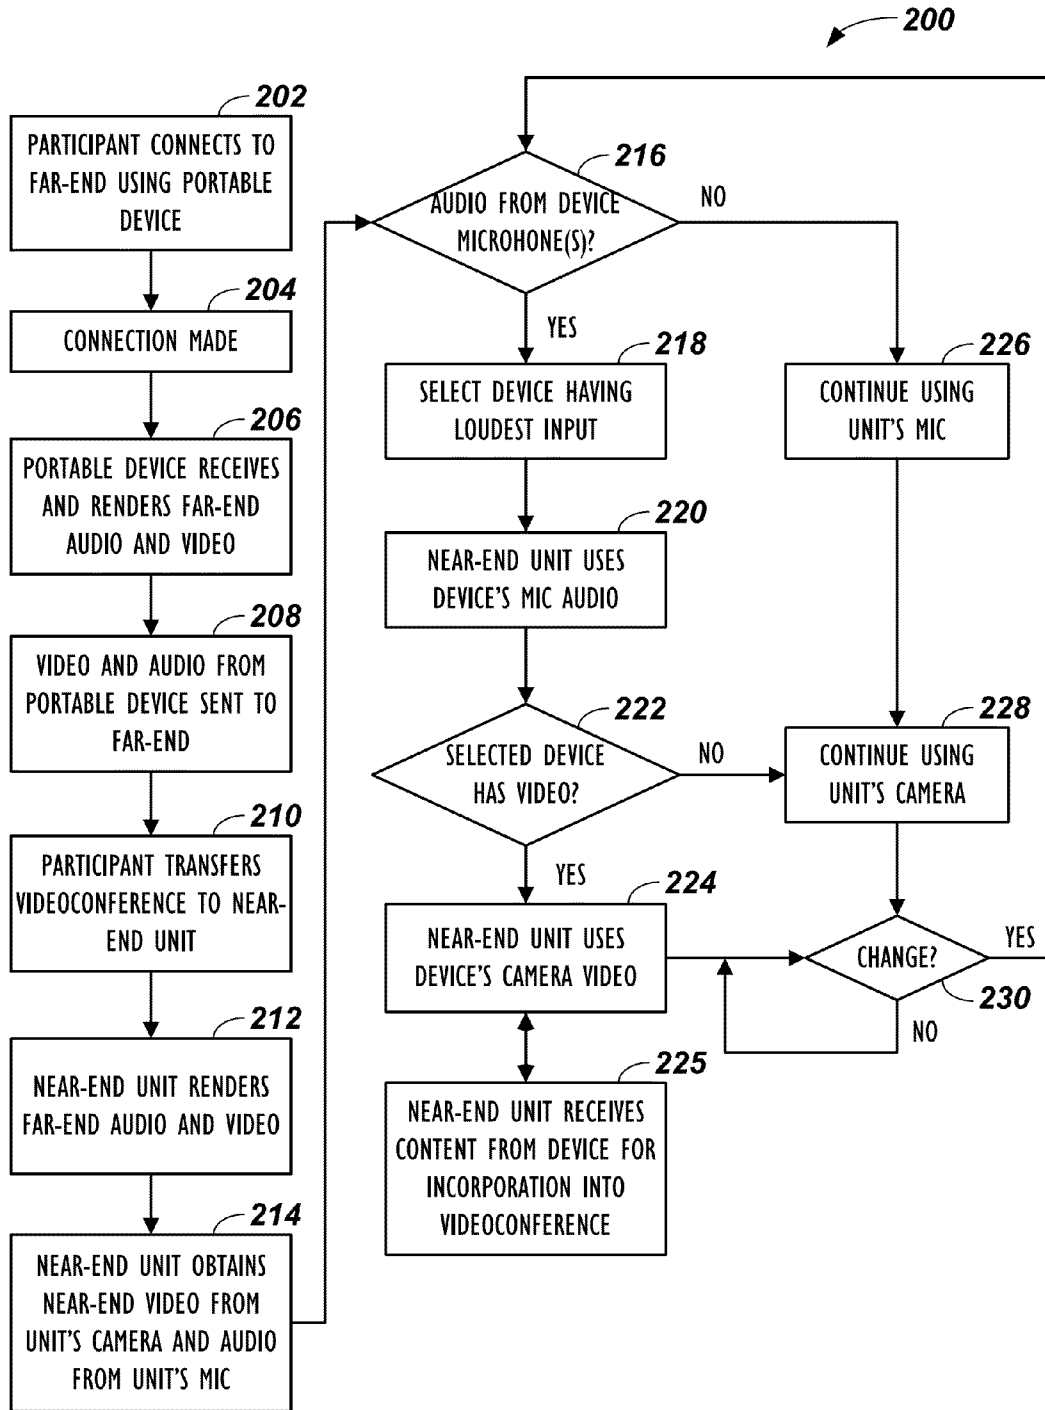 200
202
PARTICIPANT CONNECTS TO
FAR-END USING PORTABLE
DEVICE
204
CONNECTION MADE
206
PORTABLE DEVICE RECEIVES
AND RENDERS FAR-END
AUDIO AND VIDEO
208
VIDEO AND AUDIO FROM
PORTABLE DEVICE SENT TO
FAR-END
210
PARTICIPANT TRANSFERS
VIDEOCONFERENCE TO NEAR-
END UNIT
212
NEAR-END UNIT RENDERS
FAR-END AUDIO AND VIDEO
214
NEAR-END UNIT OBTAINS
NEAR-END VIDEO FROM
UNIT'S CAMERA AND AUDIO
FROM UNIT'S MIC
216
AUDIO FROM DEVICE
MICROHONE(S)?
NO
YES
218
SELECT DEVICE HAVING
LOUDEST INPUT
220
NEAR-END UNIT USES
DEVICE'S MIC AUDIO
222
SELECTED DEVICE
HAS VIDEO?
NO
YES
224
NEAR-END UNIT USES
DEVICE'S CAMERA VIDEO
225
NEAR-END UNIT RECEIVES
CONTENT FROM DEVICE FOR
INCORPORATION INTO
VIDEOCONFERENCE
226
CONTINUE USING
UNIT'S MIC
228
CONTINUE USING
UNIT'S CAMERA
CHANGE?
YES
230
NO